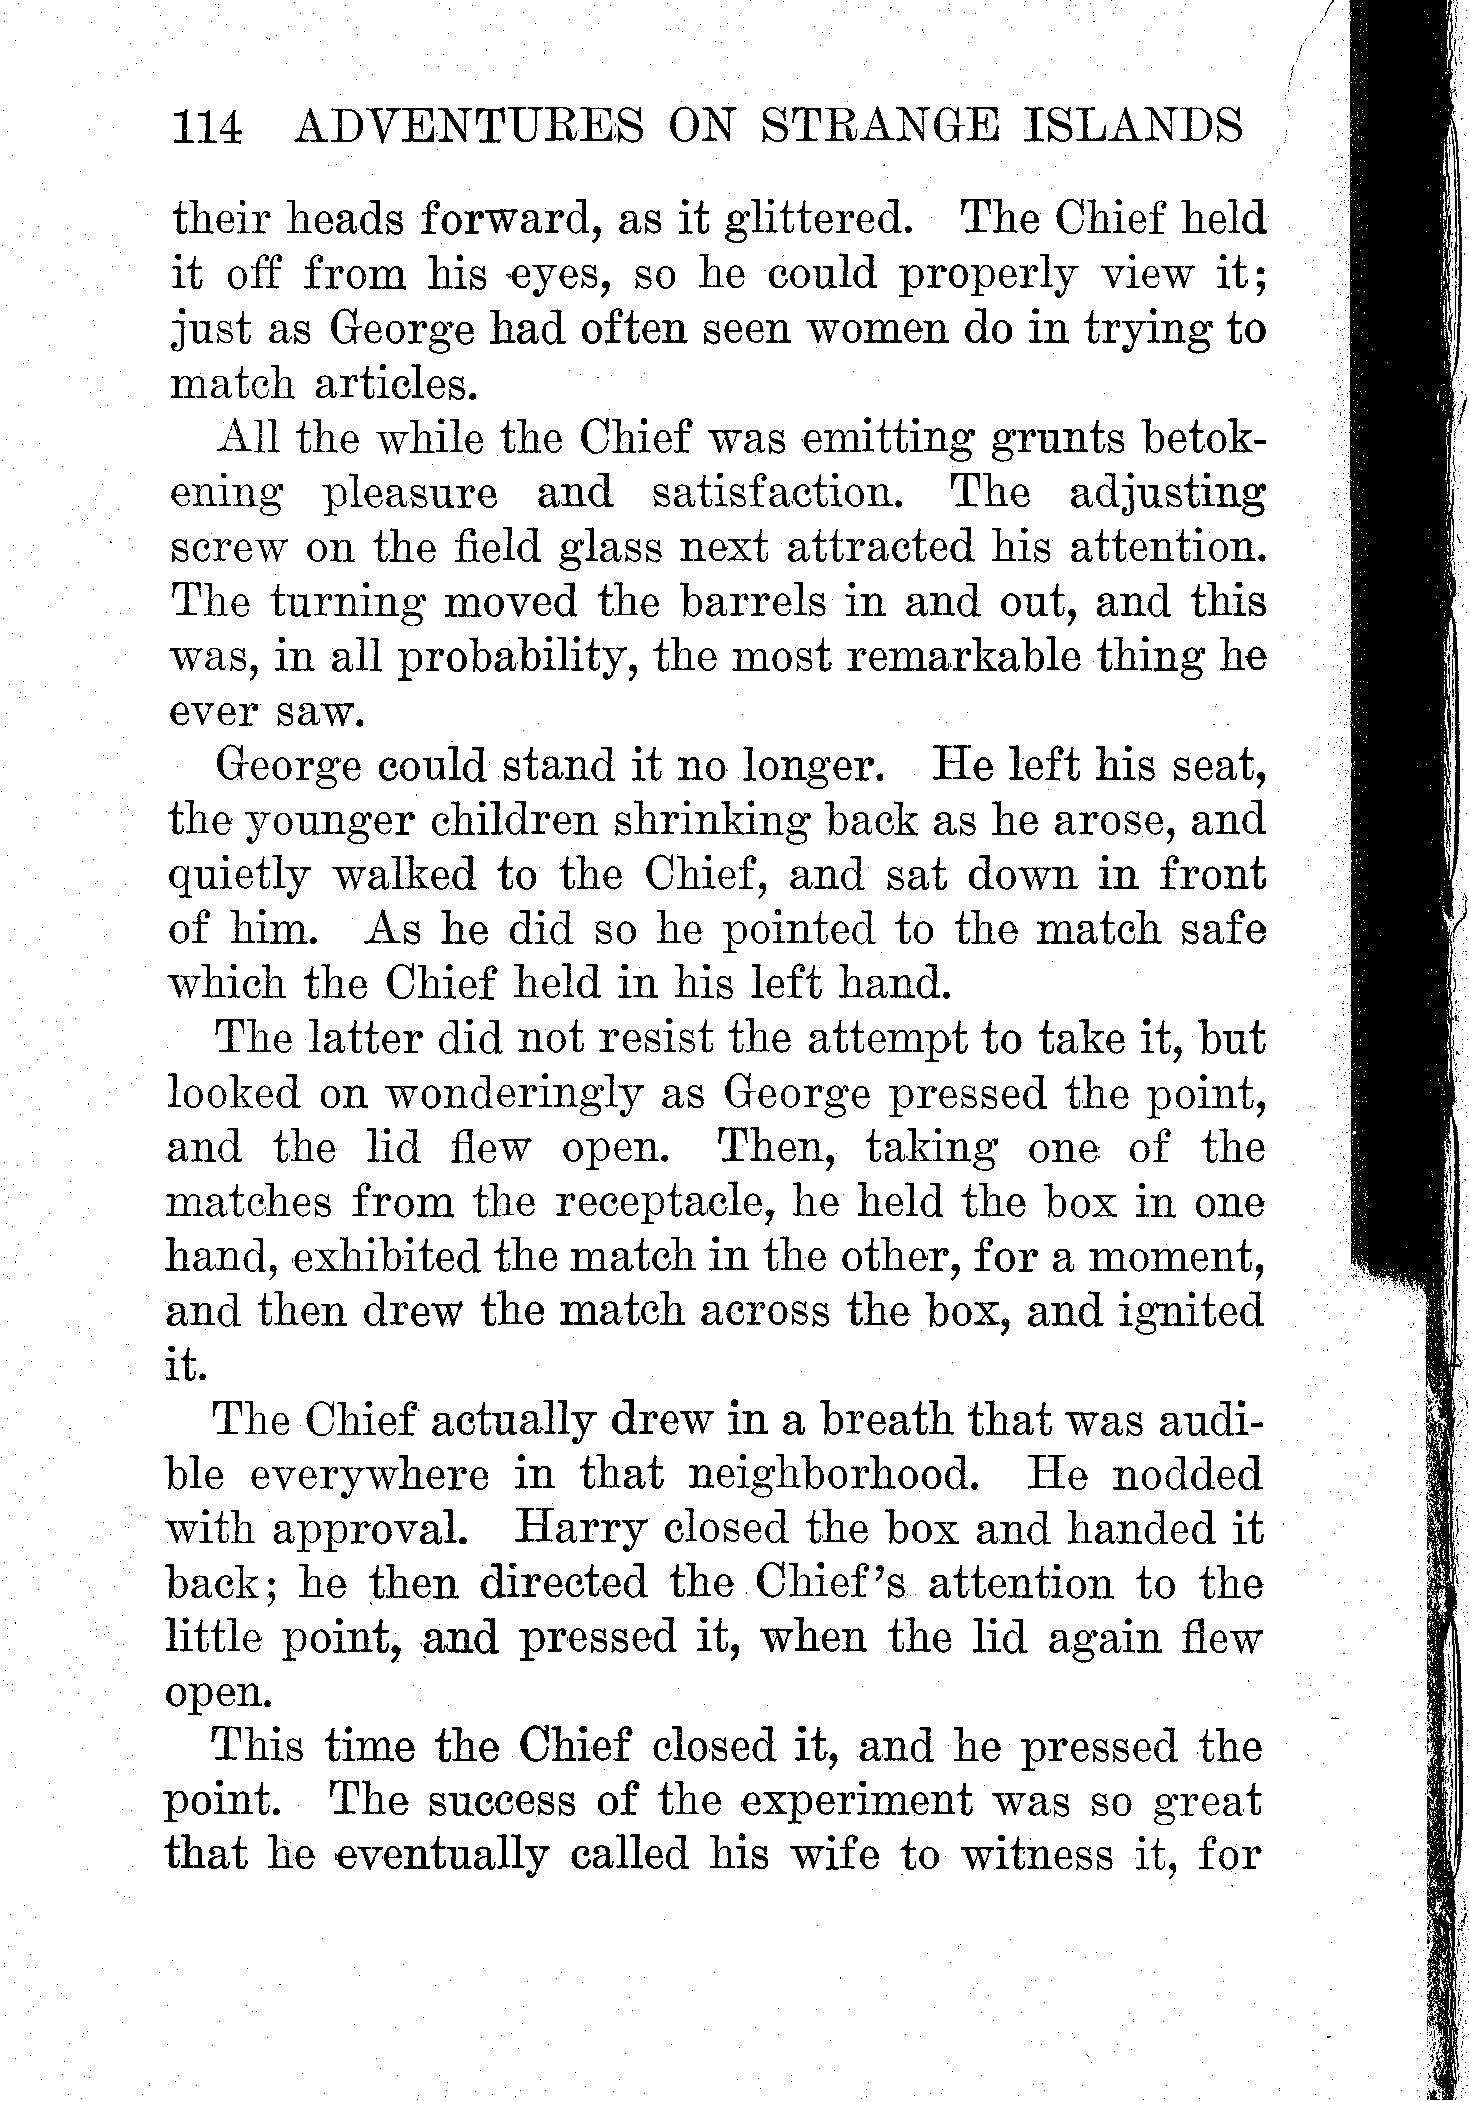 114 ADVENTURES ON STRANGE ISLANDS
their heads forward, as it glittered. The Chief held
it off from his eyes, so he could properly view it;
just as George had often seen women do in trying to
match articles.
All the while the Chief was emitting grunts betok-
ening pleasure and satisfaction. The adjusting
screw on the field glass next attracted his attention.
The turning moved the barrels in and out, and this
was, in all probability, the most remarkable thing he
ever saw.
George could stand it no longer. He left his seat,
the younger children shrinking back as he arose, and
quietly walked to the Chief, and sat down in front
of him. As he did so he pointed to the match safe
which the Chief held in his left hand.
The latter did not resist the attempt to take it, but
looked on wonderingly as George pressed the point,
and the lid flew open. Then, taking one of the
matches from the receptacle, he held the box in one
hand, exhibited the match in the other, for a moment,
and then drew the match across the box, and ignited
it.
The Chief actually drew in a breath that was audi-
ble everywhere in that neighborhood. He nodded
with approval. Harry closed the box and handed it
back; he then directed the Chief's attention to the
little point, and pressed it, when the lid again flew
open.
This time the Chief closed it, and he pressed the
point. The success of the experiment was so great
that he eventually called his wife to witness it, for